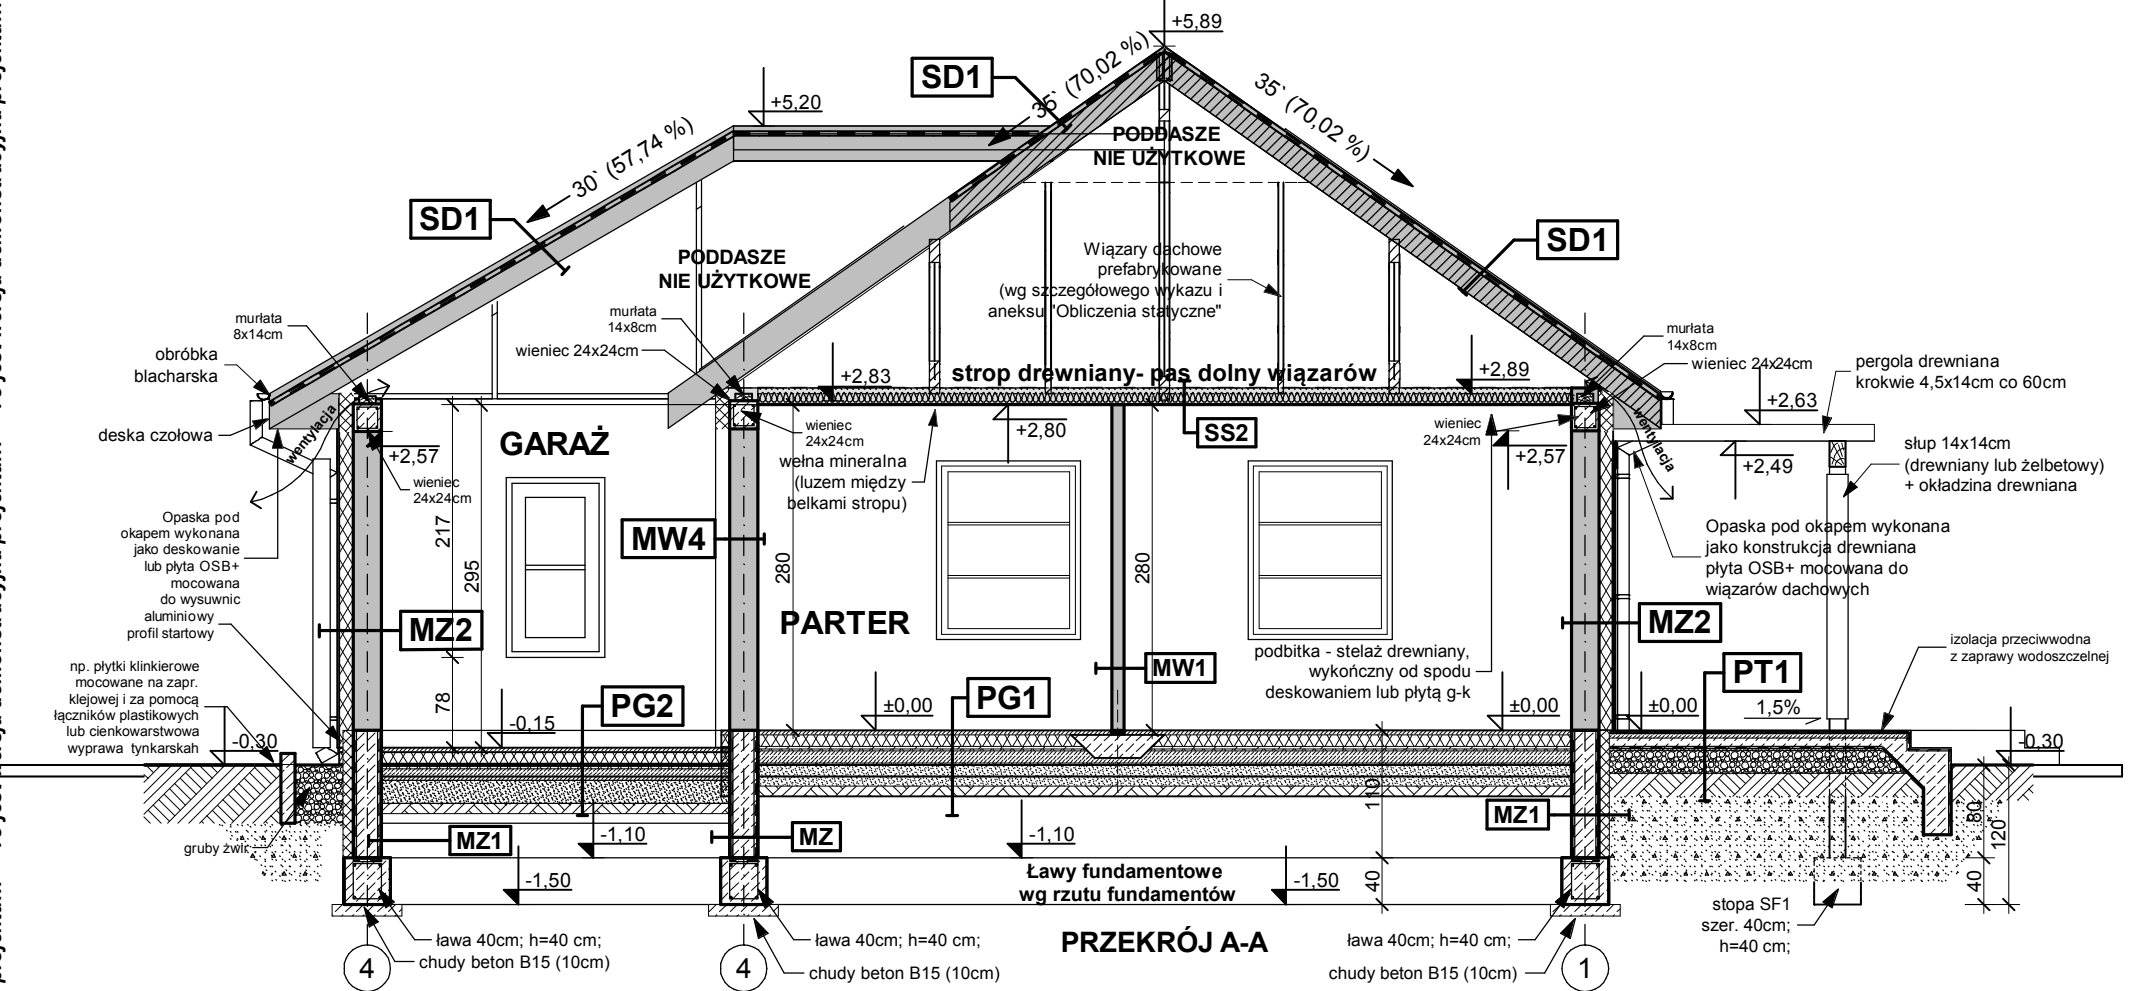 +5,89
SD1
35` (70,02 %)
35` (70,02 %)
+5,20
PODDASZE
NIE UŻYTKOWE
30` (57,74 %)
SD1
SD1
PODDASZE
NIE UŻYTKOWE
Wiązary dachowe
prefabrykowane
(wg szczegółowego wykazu i
aneksu "Obliczenia statyczne"
murłata
8x14cm
murłata
14x8cm
murłata
14x8cm
obróbka
blacharska
wieniec 24x24cm
wieniec 24x24cm
pergola drewniana
krokwie 4,5x14cm co 60cm
+2,83
strop drewniany- pas dolny wiązarów
+2,89
+2,63
deska czołowa
wentylacja
GARAŻ
wieniec
24x24cm
+2,80
SS2
wieniec
24x24cm
wentylacja
+2,57
+2,57
+2,49
słup 14x14cm
(drewniany lub żelbetowy)
+ okładzina drewniana
wełna mineralna
(luzem między
belkami stropu)
wieniec
24x24cm
Opaska pod
okapem wykonana
jako deskowanie
lub płyta OSB+
mocowana
do wysuwnic
aluminiowy
profil startowy
217
295
MW4
280
280
Opaska pod okapem wykonana
jako konstrukcja drewniana
płyta OSB+ mocowana do
wiązarów dachowych
MZ2
PARTER
MZ2
podbitka - stelaż drewniany,
wykończny od spodu
deskowaniem lub płytą g-k
izolacja przeciwwodna
z zaprawy wodoszczelnej
np. płytki klinkierowe
mocowane na zapr.
klejowej i za pomocą
łączników plastikowych
lub cienkowarstwowa
wyprawa tynkarskah
MW1
PT1
78
PG2
PG1
±0,00
±0,00
±0,00
1,5%
-0,15
-0,30
-0,30
110
80
120
MZ1
gruby żwir
MZ1
-1,10
MZ
-1,10
Ławy fundamentowe
wg rzutu fundamentów
-1,50
-1,50
40
40
stopa SF1
szer. 40cm;
h=40 cm;
ława 40cm; h=40 cm;
chudy beton B15 (10cm)
ława 40cm; h=40 cm;
chudy beton B15 (10cm)
PRZEKRÓJ A-A
ława 40cm; h=40 cm;
chudy beton B15 (10cm)
4
4
1